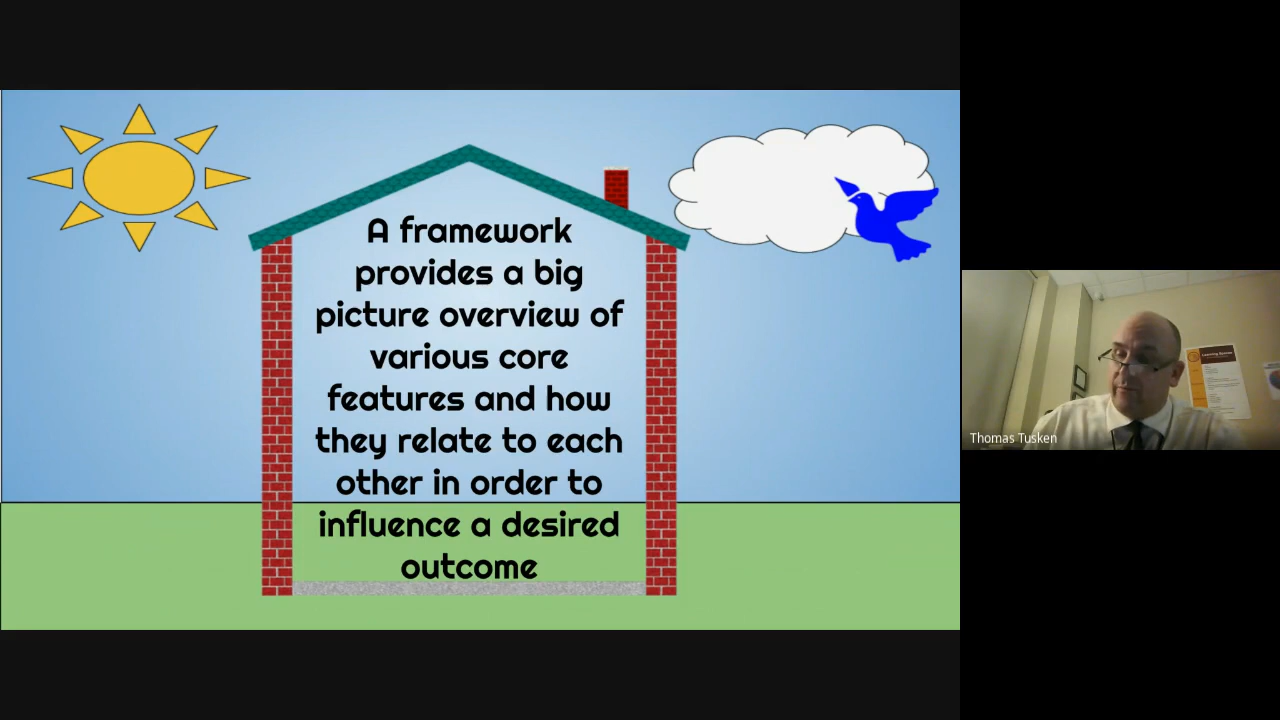 A framework
provides a big
picture overview of
various core
features and how
they relate to each
other in order to
influence a desired
outcome
Thomas Tusken